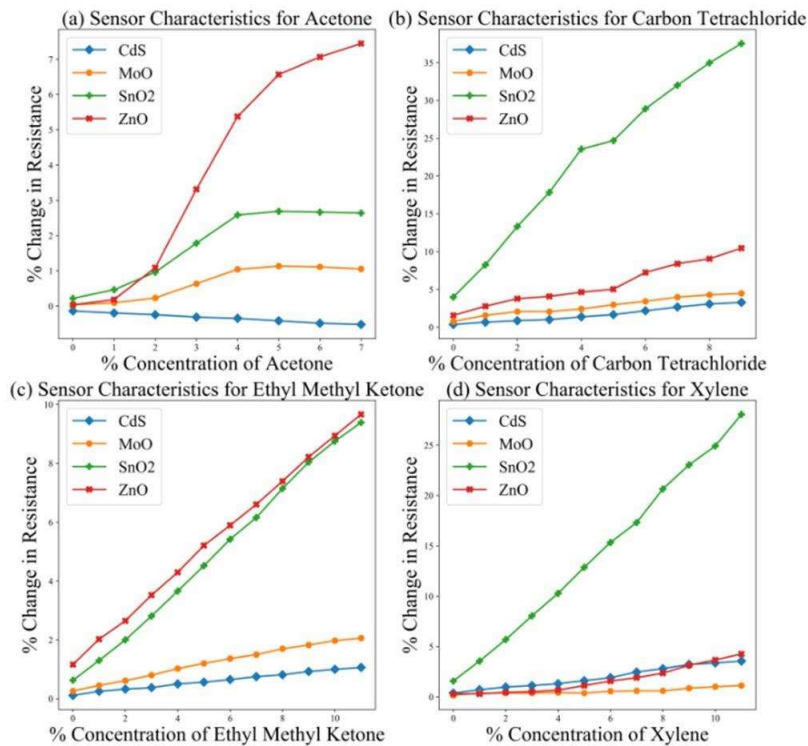 (a) Sensor Characteristics for Acetone
CdS
MoO
SnO2
ZnO
% Change in Resistance
7
6
5
4
3
2
1
0
0 1 2 3 4 5 6 7
% Concentration of Acetone
(b) Sensor Characteristics for Carbon Tetrachloride
CdS
MoO
SnO2
ZnO
% Change in Resistance
35
30
25
20
15
10
5
0
0 2 4 6 8
% Concentration of Carbon Tetrachloride
(c) Sensor Characteristics for Ethyl Methyl Ketone
CdS
MoO
SnO2
ZnO
% Change in Resistance
10
8
6
4
2
0
0 2 4 6 8 10
% Concentration of Ethyl Methyl Ketone
(d) Sensor Characteristics for Xylene
CdS
MoO
SnO2
ZnO
% Change in Resistance
25
20
15
10
5
0
0 2 4 6 8 10
% Concentration of Xylene